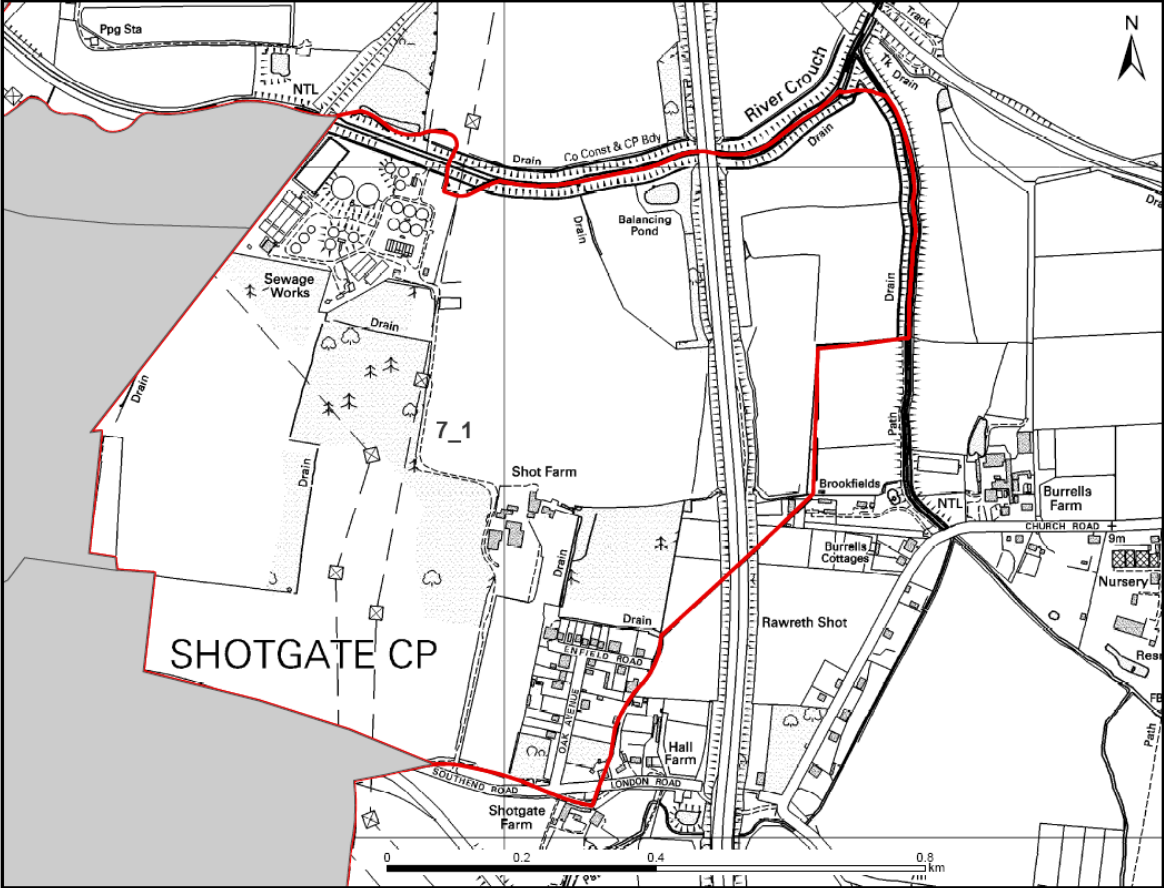 Ppg Sta
Track
N
NTL
River Crouch
Tk
Drain
Drain
Drain
Co Const & CP Bdy
Balancing
Pond
Drain
Sewage
Works
Drain
Drain
Drain
7_1
Path
Drain
Shot Farm
Brookfields
NTL
Burrells
Farm
CHURCH ROAD
9m
Burrells
Cottages
Drain
Nursery
Drain
Rawreth Shot
SHOTGATE CP
ENFIELD ROAD
OAK AVENUE
FB
Path
Hall
Farm
SOUTHEND ROAD
LONDON ROAD
Shotgate
Farm
0 0.2 0.4 0.8
km